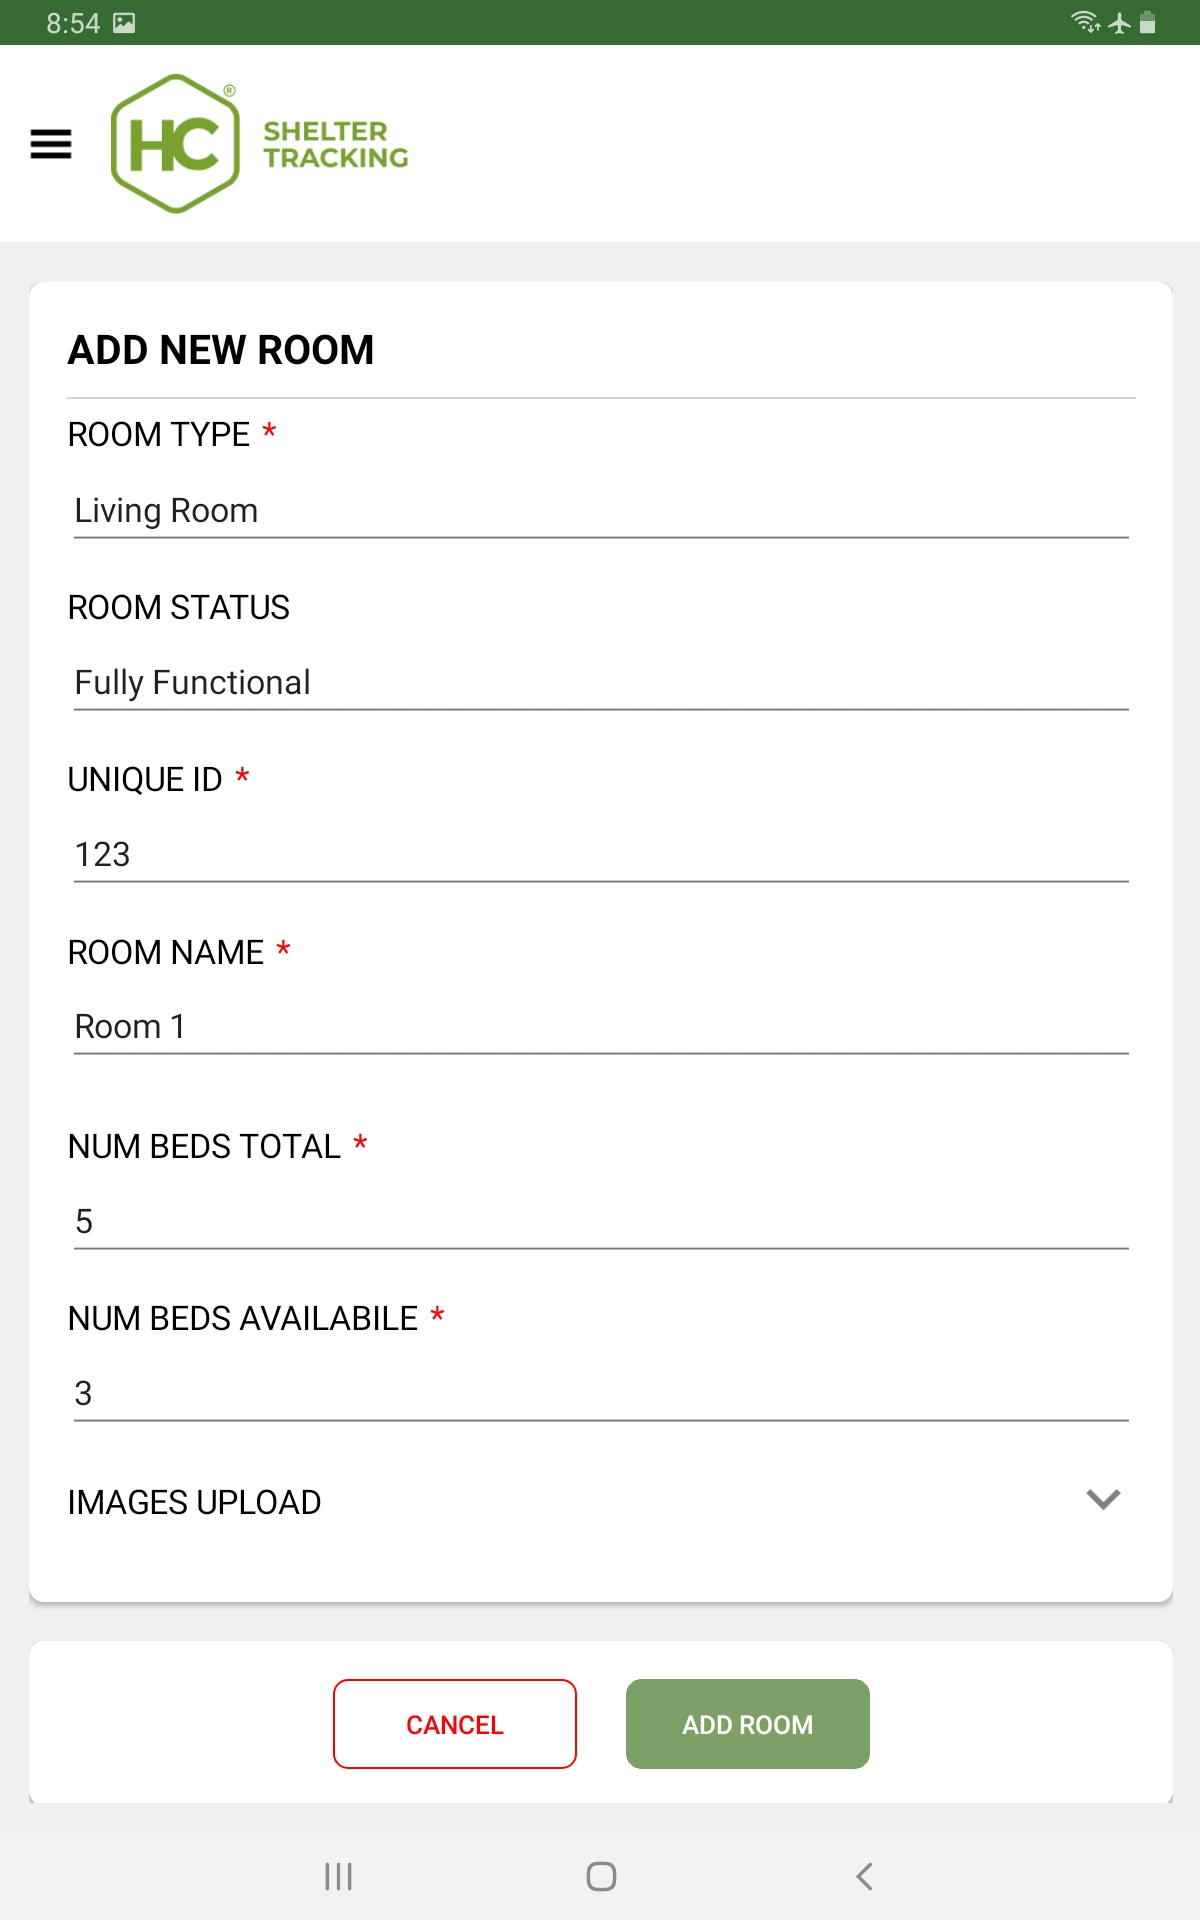 8:54
HC®
SHELTER
TRACKING
ADD NEW ROOM
ROOM TYPE *
Living Room
ROOM STATUS
Fully Functional
UNIQUE ID *
123
ROOM NAME *
Room 1
NUM BEDS TOTAL *
5
NUM BEDS AVAILABILE *
3
IMAGES UPLOAD
CANCEL
ADD ROOM